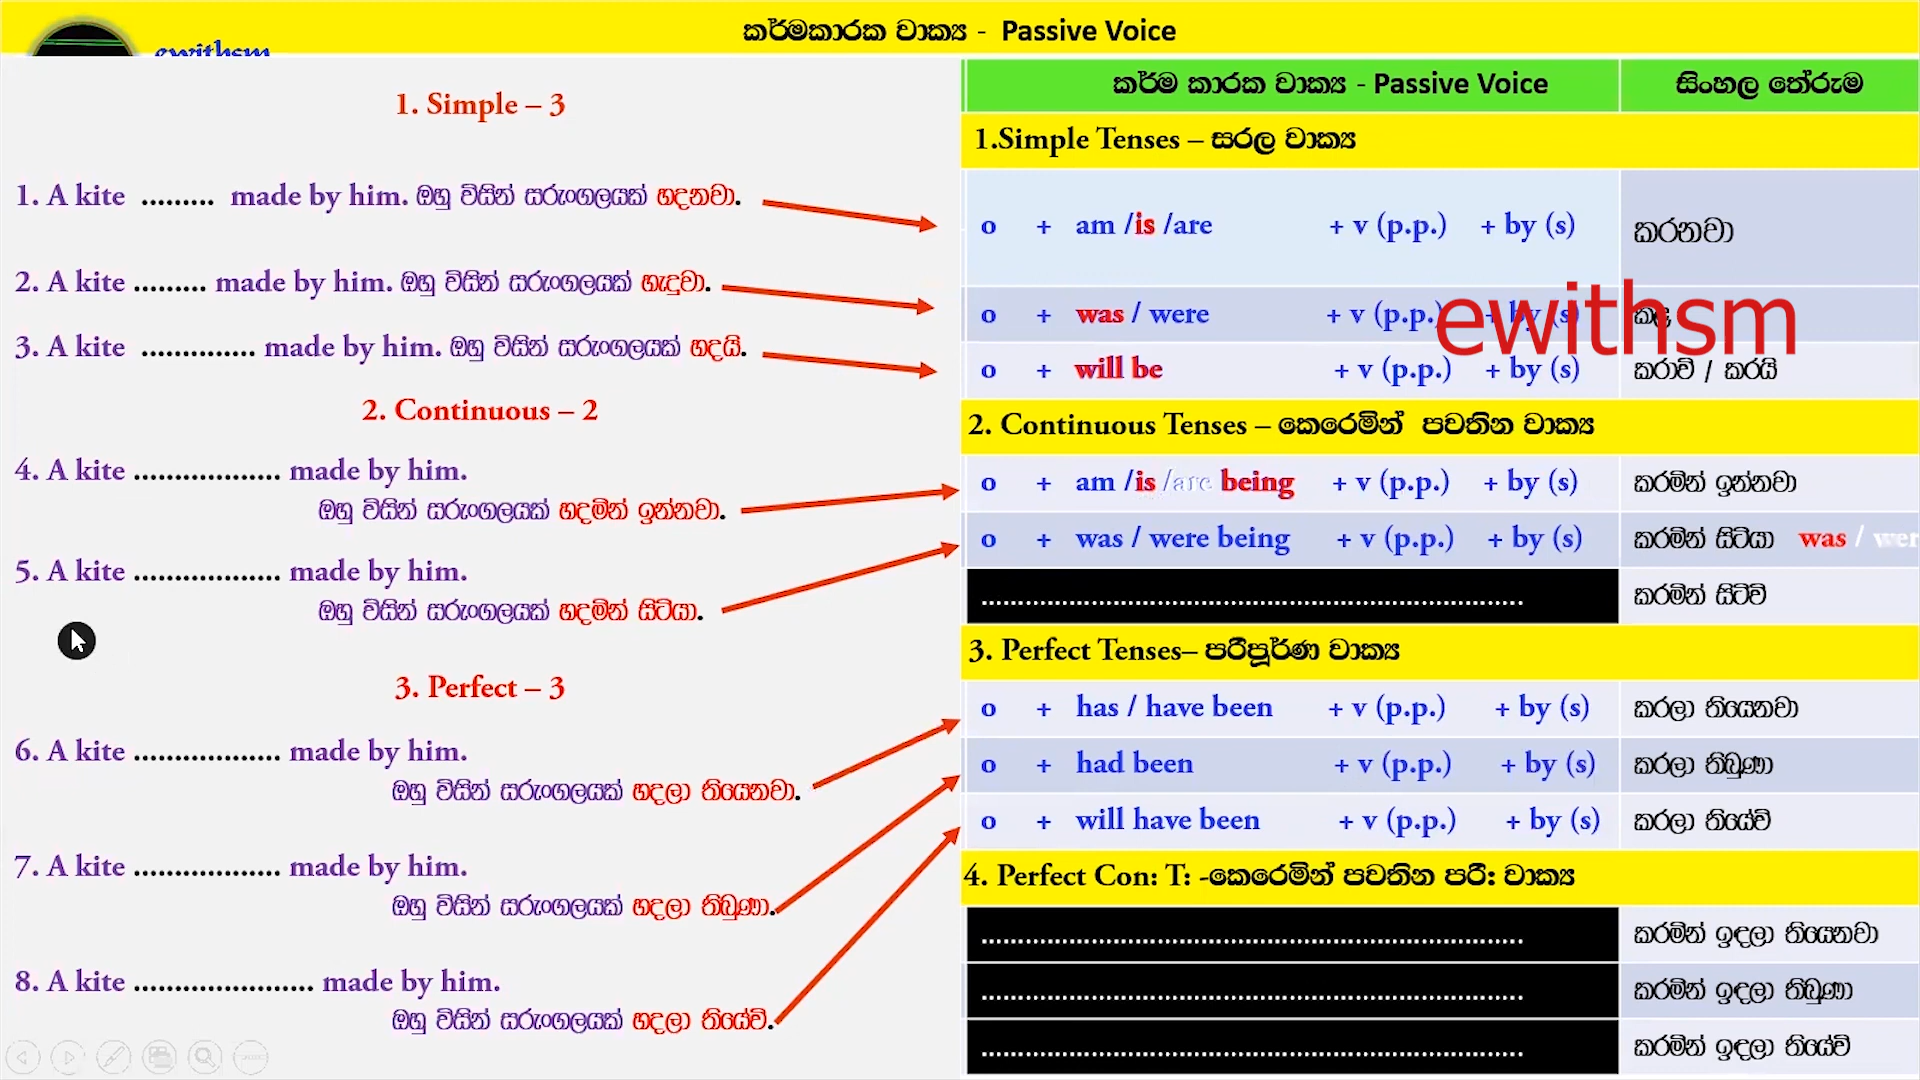 කර්මකාරක වාක්‍ය - Passive Voice
ewithsm
1. Simple – 3
1. A kite ......... made by him. ඔහු විසින් සරුංගලයක් හදනවා.
2. A kite ......... made by him. ඔහු විසින් සරුංගලයක් හැදුවා.
3. A kite .............. made by him. ඔහු විසින් සරුංගලයක් හදයි.
2. Continuous – 2
4. A kite .................. made by him.
ඔහු විසින් සරුංගලයක් හදමින් ඉන්නවා.
5. A kite .................. made by him.
ඔහු විසින් සරුංගලයක් හදමින් සිටියා.
3. Perfect – 3
6. A kite .................. made by him.
ඔහු විසින් සරුංගලයක් හදලා තියෙනවා.
7. A kite .................. made by him.
ඔහු විසින් සරුංගලයක් හදලා තිබුණා.
8. A kite ...................... made by him.
ඔහු විසින් සරුංගලයක් හදලා තියේවි.
කර්ම කාරක වාක්‍ය - Passive Voice සිංහල තේරුම
1.Simple Tenses – සරල වාක්‍ය
o + am /is /are + v (p.p.) + by (s) කරනවා
o + was / were + v (p.p.) + by (s) කළ
ewithsm
o + will be + v (p.p.) + by (s) කරාවි / කරයි
2. Continuous Tenses – කෙරෙමින් පවතින වාක්‍ය
o + am /is /are being + v (p.p.) + by (s) කරමින් ඉන්නවා
o + was / were being + v (p.p.) + by (s) කරමින් සිටියා was / wer
.......................................................................... කරමින් සිටිවි
3. Perfect Tenses– පරිපූර්ණ වාක්‍ය
o + has / have been + v (p.p.) + by (s) කරලා තියෙනවා
o + had been + v (p.p.) + by (s) කරලා තිබුණා
o + will have been + v (p.p.) + by (s) කරලා තියේවි
4. Perfect Con: T: -කෙරෙමින් පවතින පරි: වාක්‍ය
.......................................................................... කරමින් ඉඳලා තියෙනවා
.......................................................................... කරමින් ඉඳලා තිබුණා
.......................................................................... කරමින් ඉඳලා තියේවි